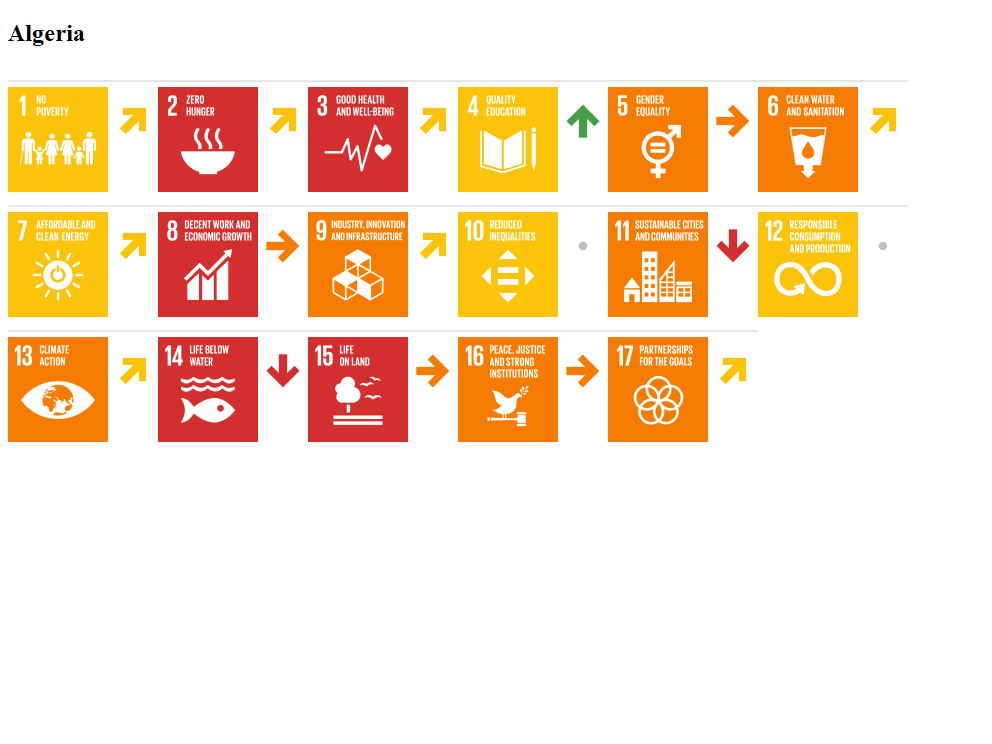 Algeria
1 NO
POVERTY
2 ZERO
HUNGER
3 GOOD HEALTH
AND WELL-BEING
4 QUALITY
EDUCATION
5 GENDER
EQUALITY
6 CLEAN WATER
AND SANITATION
7 AFFORDABLE AND
CLEAN ENERGY
8 DECENT WORK AND
ECONOMIC GROWTH
9 INDUSTRY, INNOVATION
AND INFRASTRUCTURE
10 REDUCED
INEQUALITIES
11 SUSTAINABLE CITIES
AND COMMUNITIES
12 RESPONSIBLE
CONSUMPTION
AND PRODUCTION
13 CLIMATE
ACTION
14 LIFE BELOW
WATER
15 LIFE
ON LAND
16 PEACE, JUSTICE
AND STRONG
INSTITUTIONS
17 PARTNERSHIPS
FOR THE GOALS